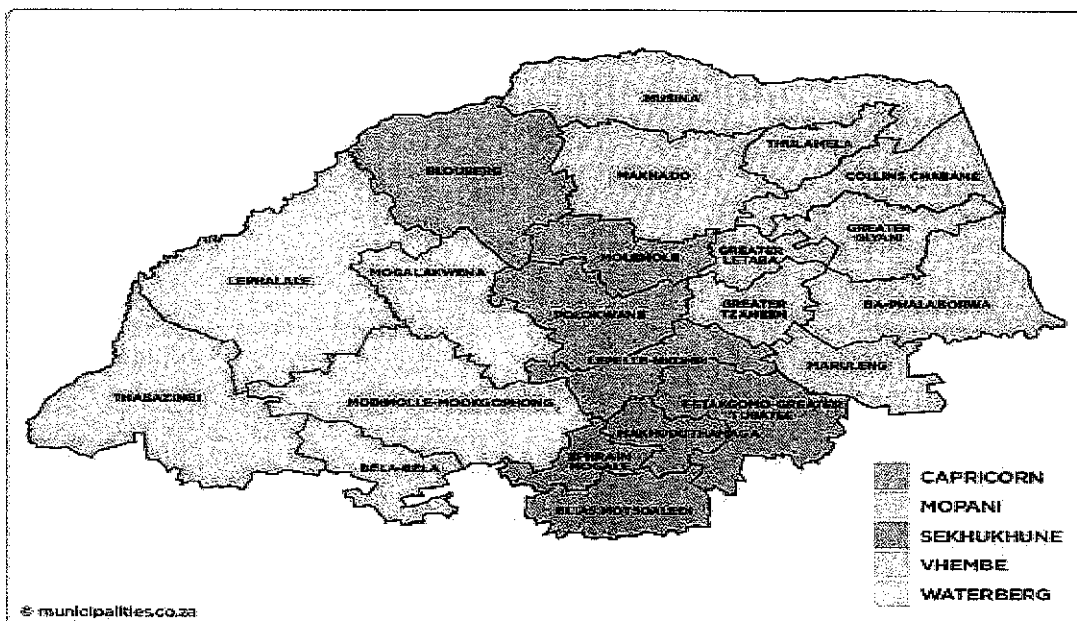 MUSINA
THULAMELA
BLOUBERG
MAKHADO
COLLINS CHABANE
GREATER
GIYANI
GREATER
LETABA
MOLEMOLE
MOGALAKWENA
LEPHALALE
BA-PHALABORWA
GREATER
TZANEEN
POLOKWANE
LEPELLE-NKUMPI
MARULENG
THABAZIMBI
MODIMOLLE-MOOKGOPHONG
FETAKGOMO-GREATER
TUBATSE
MAKHUDUTHAMAGA
EPHRAIM
MOGALE
BELA-BELA
ELIAS MOTSOALEDI
CAPRICORN
MOPANI
SEKHUKHUNE
VHEMBE
WATERBERG
© municipalities.co.za